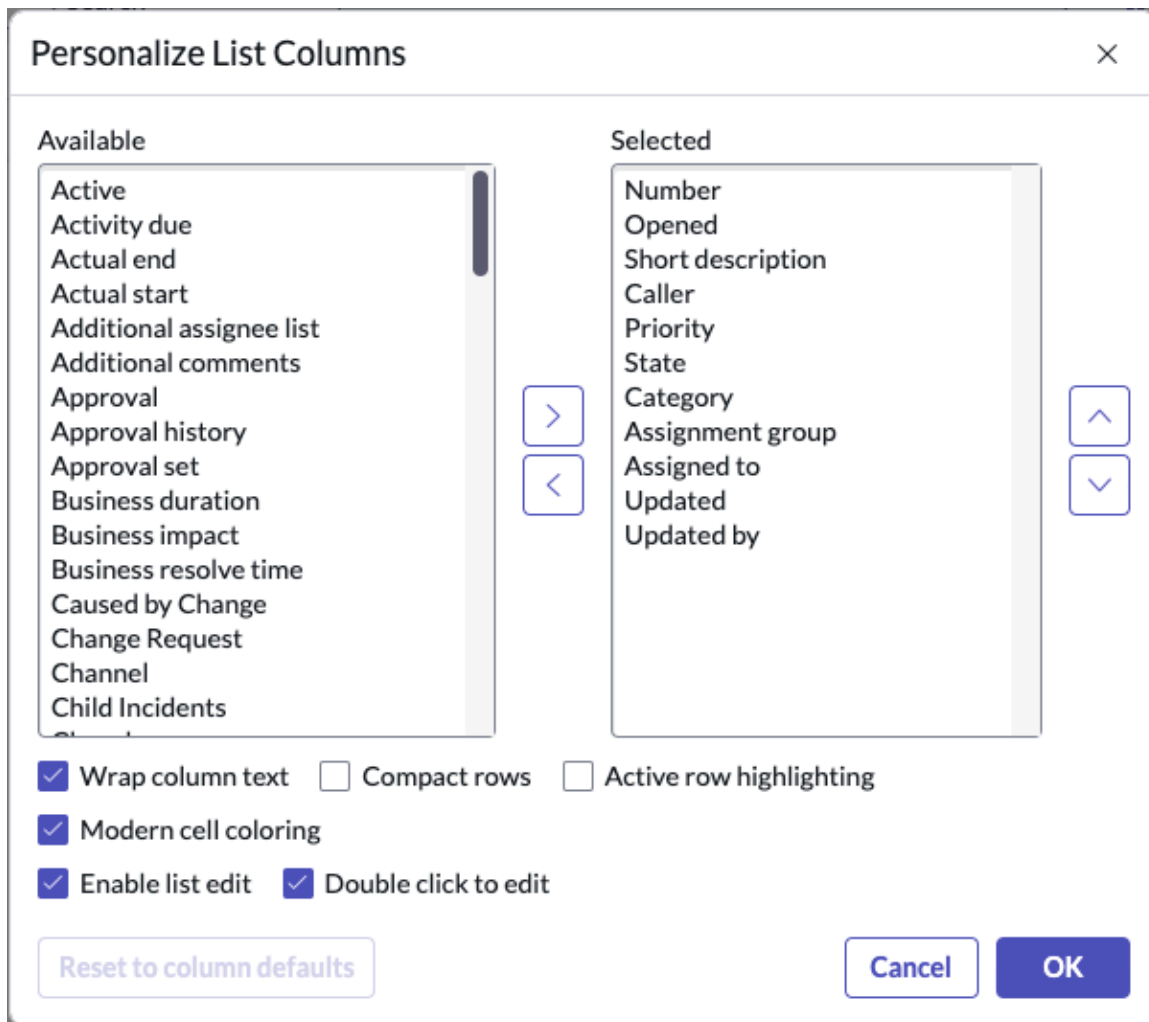 Personalize List Columns
Available
Active
Activity due
Actual end
Actual start
Additional assignee list
Additional comments
Approval
Approval history
Approval set
Business duration
Business impact
Business resolve time
Caused by Change
Change Request
Channel
Child Incidents
Selected
Number
Opened
Short description
Caller
Priority
State
Category
Assignment group
Assigned to
Updated
Updated by
Wrap column text Compact rows Active row highlighting
Modern cell coloring
Enable list edit Double click to edit
Reset to column defaults Cancel OK